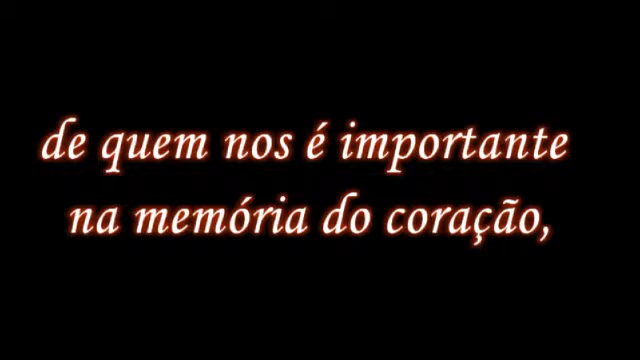 de quem nos é importante
na memória do coração,